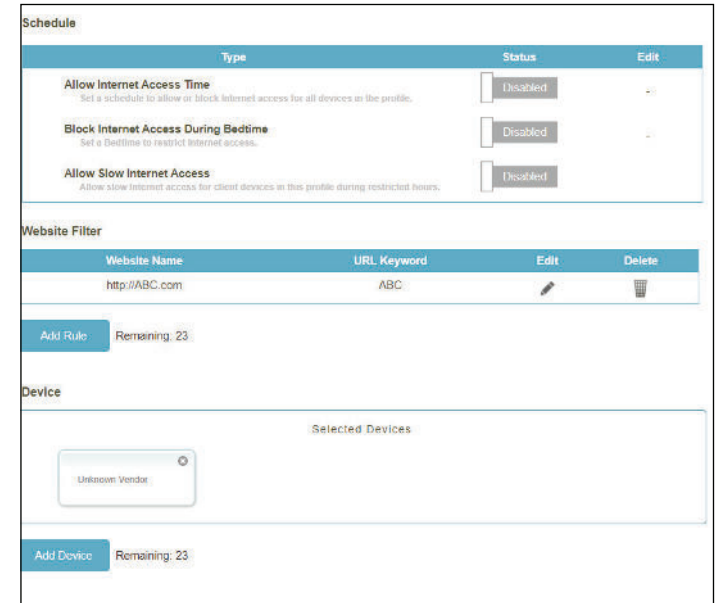 Schedule
Type Status Edit
Allow Internet Access Time Disabled -
Set a schedule to allow or block internet access for all devices in the profile.
Block Internet Access During Bedtime Disabled -
Set a Bedtime to restrict internet access.
Allow Slow Internet Access Disabled
Allow slow internet access for client devices in this profile during restricted hours.
Website Filter
Website Name URL Keyword Edit Delete
http://ABC.com ABC
Add Rule Remaining: 23
Device
Selected Devices
Unknown Vendor
Add Device Remaining: 23